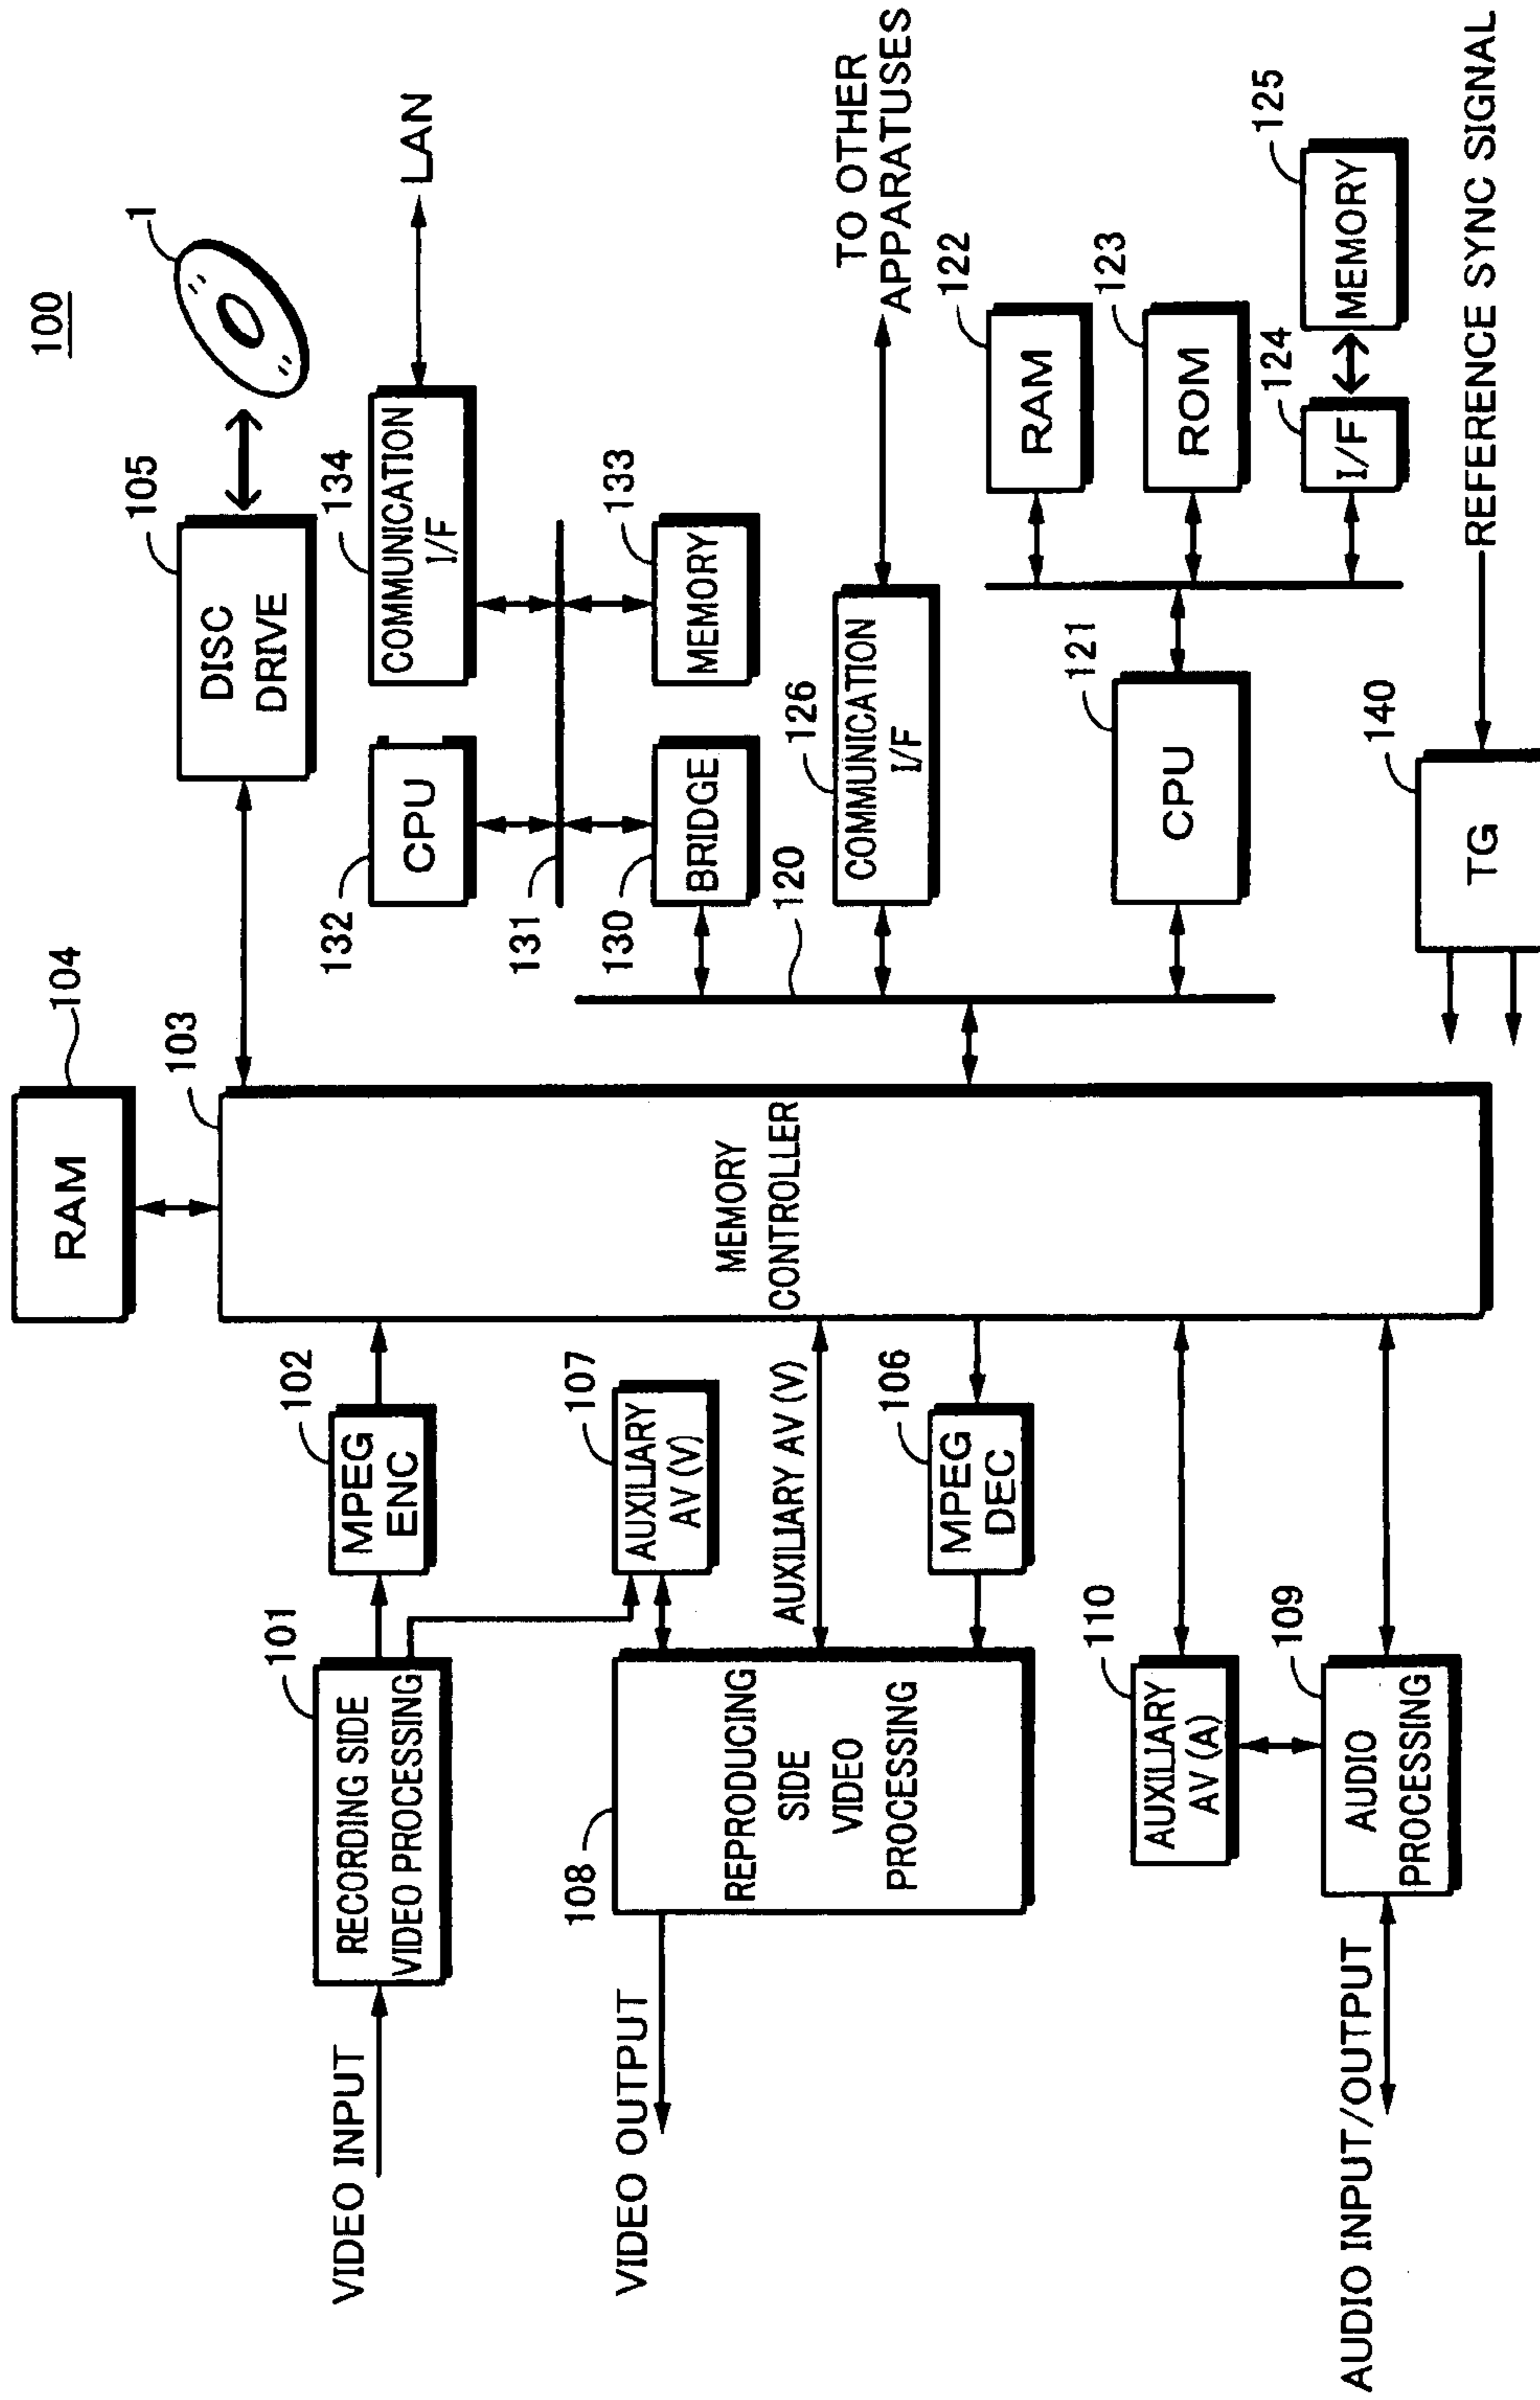 100
RAM
104
103
MEMORY
CONTROLLER
DISC
DRIVE
105
1
COMMUNICATION
I/F
134
LAN
CPU
132
131
BRIDGE
130
MEMORY
133
120
COMMUNICATION
I/F
126
TO OTHER
APPARATUSES
CPU
121
RAM
122
ROM
123
I/F
124
MEMORY
125
TG
140
REFERENCE SYNC SIGNAL
VIDEO INPUT
RECORDING SIDE
VIDEO PROCESSING
101
MPEG
ENC
102
AUXILIARY
AV (V)
107
AUXILIARY AV (V)
VIDEO OUTPUT
108
REPRODUCING
SIDE
VIDEO
PROCESSING
MPEG
DEC
106
AUXILIARY
AV (A)
110
AUDIO INPUT/OUTPUT
AUDIO
PROCESSING
109